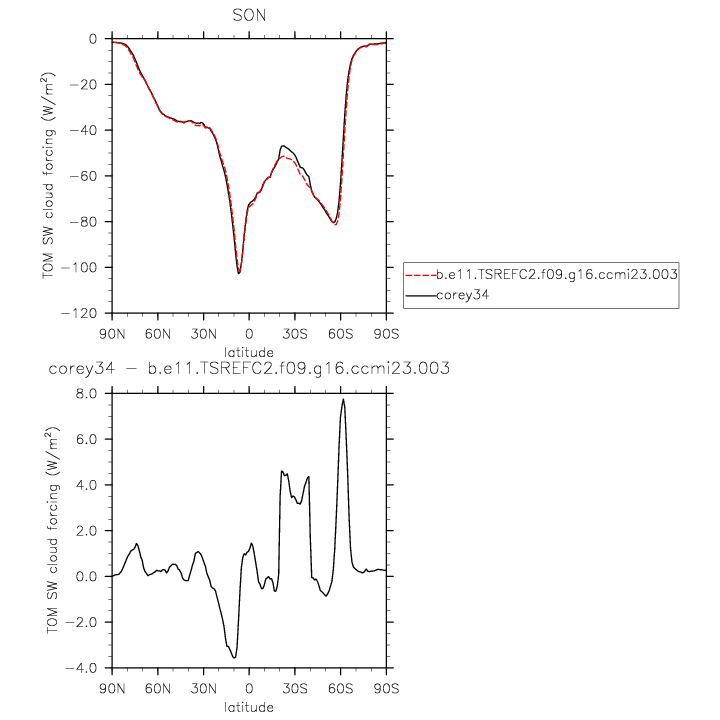 SON
0
−20
−40
−60
−80
−100
−120
TOM SW cloud forcing (W/m²)
90N 60N 30N 0 30S 60S 90S
latitude
b.e11.TSREFC2.f09.g16.ccmi23.003
corey34
corey34 − b.e11.TSREFC2.f09.g16.ccmi23.003
8.0
6.0
4.0
2.0
0.0
−2.0
−4.0
TOM SW cloud forcing (W/m²)
90N 60N 30N 0 30S 60S 90S
latitude